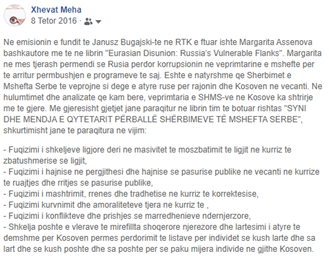 Xhevat Meha
8 Tetor 2016 ·
Ne emisionin e fundit te Janusz Bugajski-te ne RTK e ftuar ishte Margarita Assenova
bashkautore me te ne librin "Eurasian Disunion: Russia's Vulnerable Flanks". Margarita
ne mes tjerash permendi se Rusia perdor korrupsionin ne veprimtarine e mshefte per
te arritur permbushjen e programeve te saj. Eshte e natyrshme qe Sherbimet e
Mshefta Serbe te veprojne si dege e atyre ruse per rajonin dhe Kosoven ne vecanti. Ne
hulumtimet dhe analizate qe kam bere, veprimtaria e SHMS-ve ne Kosove ka shtrirje
me te gjere. Me gjeresisht gjetjet jane paraqitur ne librin tim te botuar rishtas "SYNI
DHE MENDJA E QYTETARIT PËRBALLË SHËRBIMEVE TË MSHEFTA SERBE",
shkurtimisht jane te paraqitura ne vijim:
- Fuqizimi i shkeljeve ligjore deri ne masivitet te moszbatimit te ligjit ne kurriz te
zbatushmerise se ligjit,
- Fuqizimi i hajnise ne pergjithesi dhe hajnise se pasurise publike ne vecanti ne kurrize
te ruajtjes dhe rritjes se pasurise publike,
- Fuqizimi i mashtrimit, rrenes dhe tradhetise ne kurriz te korrektesise,
- Fuqizimi kurvnimit dhe amoraliteteve tjera ne kurriz te ,
- Fuqizimi i konflikteve dhe prishjes se marredhenieve ndernjerzore,
- Shkelja poshte e vlerave te mirefillta shoqerore njerezore dhe lartesimi i atyre te
demshme per Kosoven permes perdorimit te listave per individet se kush larte dhe sa
lart dhe se kush poshte dhe sa poshte per se paku mijera individe ne gjithe Kosoven.